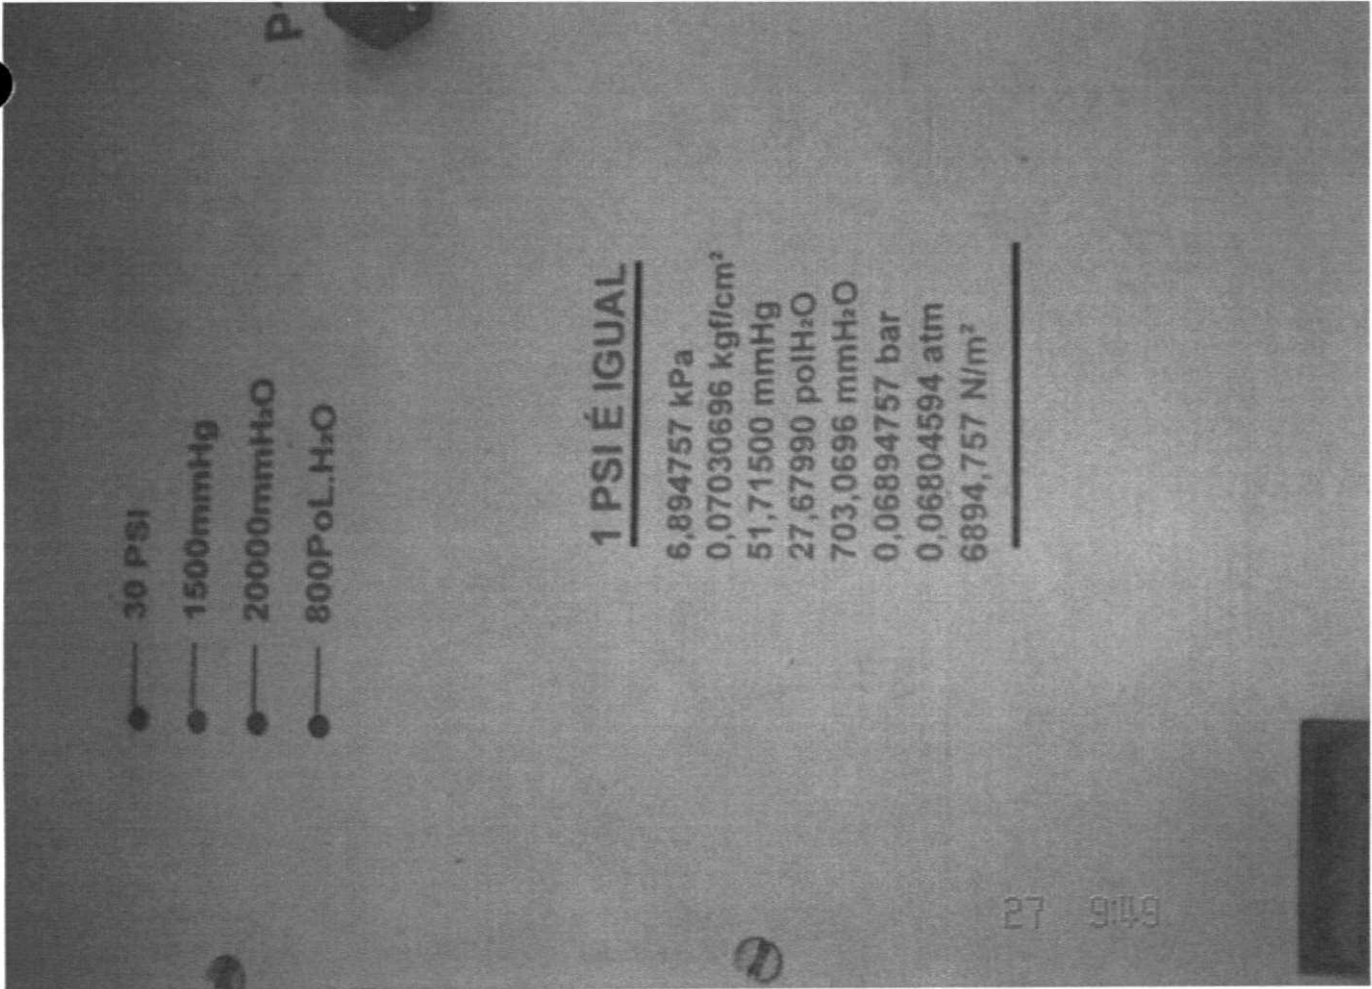 P
30 PSI
1500mmHg
20000mmH₂O
800PoL.H₂O
1 PSI É IGUAL
6,894757 kPa
0,07030696 kgf/cm²
51,71500 mmHg
27,67990 polH₂O
703,0696 mmH₂O
0,06894757 bar
0,06804594 atm
6894,757 N/m²
27 9:49